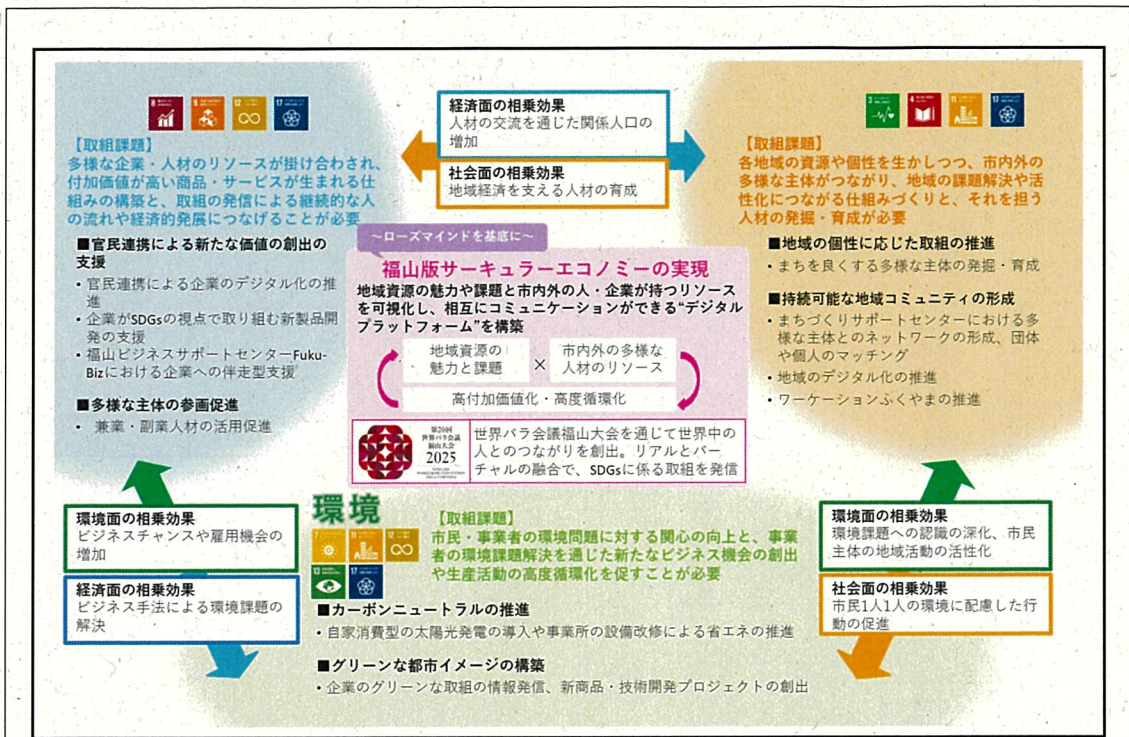 8
9
12
17
【取組課題】
多様な企業・人材のリソースが掛け合わされ、
付加価値が高い商品・サービスが生まれる仕
組みの構築と、取組の発信による継続的な人
の流れや経済的発展につなげることが必要
■官民連携による新たな価値の創出の
支援
• 官民連携による企業のデジタル化の推
進
• 企業がSDGsの視点で取り組む新製品開
発の支援
• 福山ビジネスサポートセンターFuku-
Bizにおける企業への伴走型支援
■多様な主体の参画促進
• 兼業・副業人材の活用促進
経済面の相乗効果
人材の交流を通じた関係人口の
増加
社会面の相乗効果
地域経済を支える人材の育成
3
4
11
17
【取組課題】
各地域の資源や個性を生かしつつ、市内外の
多様な主体がつながり、地域の課題解決や活
性化につながる仕組みづくりと、それを担う
人材の発掘・育成が必要
■地域の個性に応じた取組の推進
• まちを良くする多様な主体の発掘・育成
■持続可能な地域コミュニティの形成
• まちづくりサポートセンターにおける多
様な主体とのネットワークの形成、団体
や個人のマッチング
• 地域のデジタル化の推進
• ワーケーションふくやまの推進
～ローズマインドを基底に～
福山版サーキュラーエコノミーの実現
地域資源の魅力や課題と市内外の人・企業が持つリソース
を可視化し、相互にコミュニケーションができる“デジタル
プラットフォーム”を構築
地域資源の
魅力と課題
×
市内外の多様な
人材のリソース
高付加価値化・高度循環化
第20回
世界バラ会議
福山大会
2025
世界バラ会議福山大会を通じて世界中の
人とのつながりを創出。リアルとバー
チャルの融合で、SDGsに係る取組を発信
環境面の相乗効果
ビジネスチャンスや雇用機会の
増加
経済面の相乗効果
ビジネス手法による環境課題の
解決
環境
7
11
12
13
17
【取組課題】
市民・事業者の環境問題に対する関心の向上と、事業
者の環境課題解決を通じた新たなビジネス機会の創出
や生産活動の高度循環化を促すことが必要
■カーボンニュートラルの推進
• 自家消費型の太陽光発電の導入や事業所の設備改修による省エネの推進
■グリーンな都市イメージの構築
• 企業のグリーンな取組の情報発信、新商品・技術開発プロジェクトの創出
環境面の相乗効果
環境課題への認識の深化、市民
主体の地域活動の活性化
社会面の相乗効果
市民1人1人の環境に配慮した行
動の促進